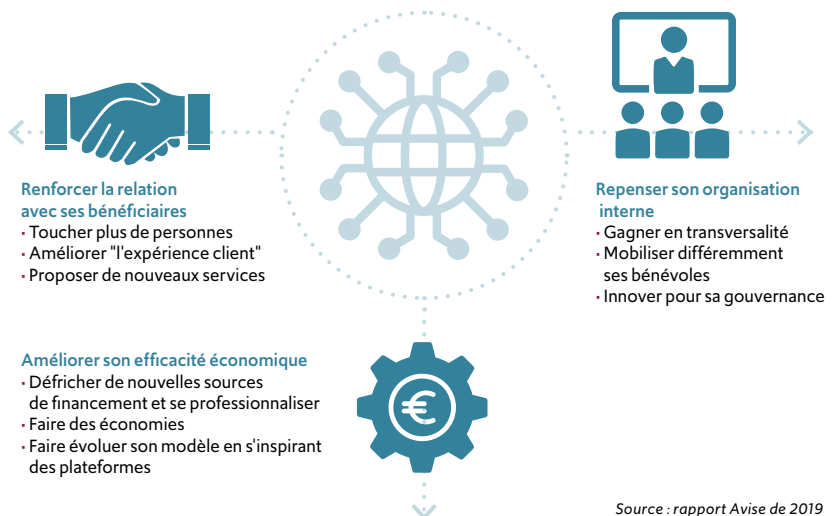 Renforcer la relation
avec ses bénéficiaires
· Toucher plus de personnes
· Améliorer "l'expérience client"
· Proposer de nouveaux services
Repenser son organisation
interne
· Gagner en transversalité
· Mobiliser différemment
ses bénévoles
· Innover pour sa gouvernance
Améliorer son efficacité économique
· Défricher de nouvelles sources
de financement et se professionnaliser
· Faire des économies
· Faire évoluer son modèle en s'inspirant
des plateformes
€
Source : rapport Avise de 2019